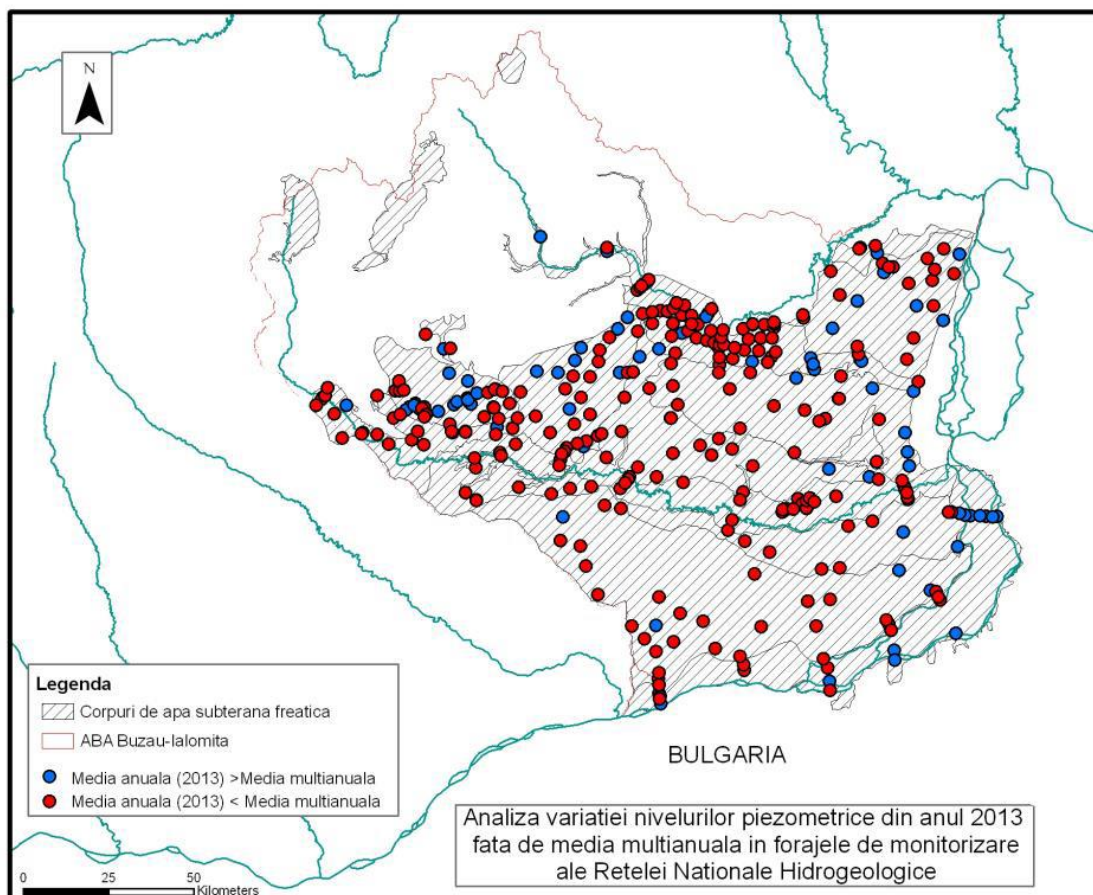 N
Legenda
Corpuri de apa subterana freatica
ABA Buzau-Ialomita
Media anuala (2013) >Media multianuala
Media anuala (2013) < Media multianuala
BULGARIA
Analiza variatiei nivelurilor piezometrice din anul 2013
fata de media multianuala in forajele de monitorizare
ale Retelei Nationale Hidrogeologice
0 25 50
Kilometers